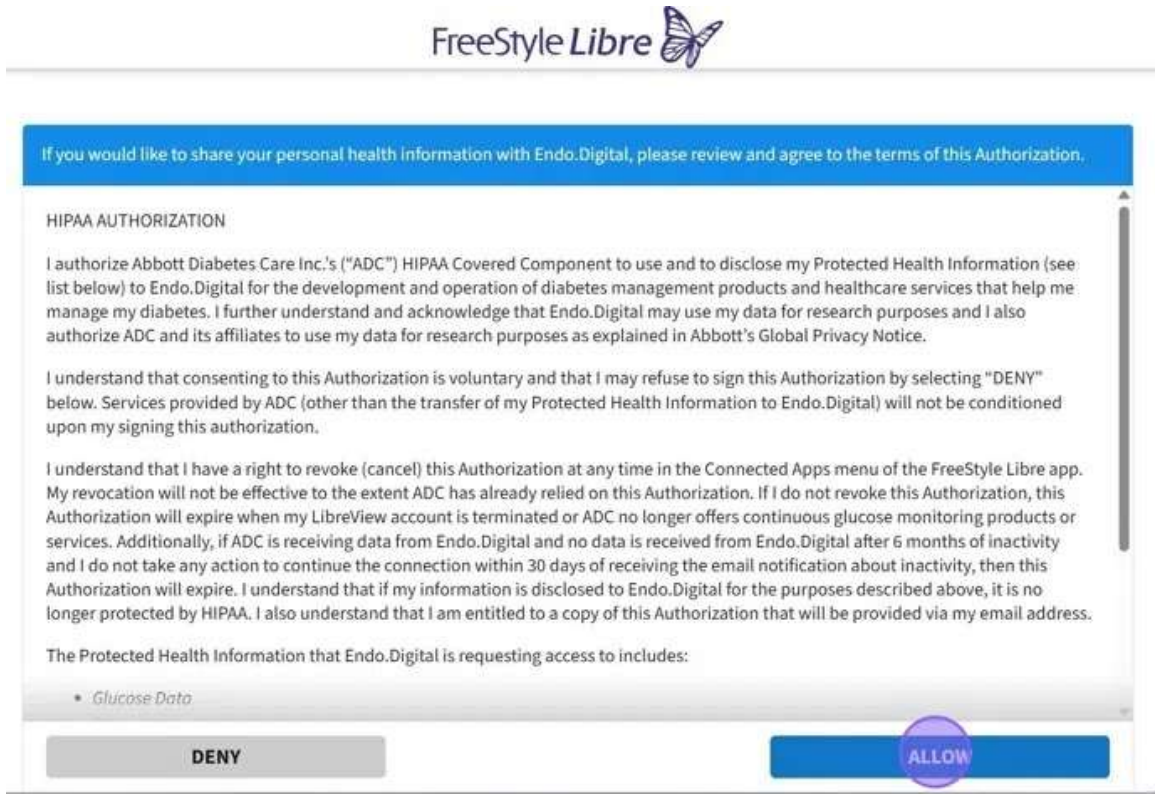 FreeStyle Libre
If you would like to share your personal health information with Endo.Digital, please review and agree to the terms of this Authorization.
HIPAA AUTHORIZATION
I authorize Abbott Diabetes Care Inc.'s (“ADC”) HIPAA Covered Component to use and to disclose my Protected Health Information (see
list below) to Endo.Digital for the development and operation of diabetes management products and healthcare services that help me
manage my diabetes. I further understand and acknowledge that Endo.Digital may use my data for research purposes and I also
authorize ADC and its affiliates to use my data for research purposes as explained in Abbott's Global Privacy Notice.
I understand that consenting to this Authorization is voluntary and that I may refuse to sign this Authorization by selecting “DENY”
below. Services provided by ADC (other than the transfer of my Protected Health Information to Endo.Digital) will not be conditioned
upon my signing this authorization.
I understand that I have a right to revoke (cancel) this Authorization at any time in the Connected Apps menu of the FreeStyle Libre app.
My revocation will not be effective to the extent ADC has already relied on this Authorization. If I do not revoke this Authorization, this
Authorization will expire when my LibreView account is terminated or ADC no longer offers continuous glucose monitoring products or
services. Additionally, if ADC is receiving data from Endo.Digital and no data is received from Endo.Digital after 6 months of inactivity
and I do not take any action to continue the connection within 30 days of receiving the email notification about inactivity, then this
Authorization will expire. I understand that if my information is disclosed to Endo.Digital for the purposes described above, it is no
longer protected by HIPAA. I also understand that I am entitled to a copy of this Authorization that will be provided via my email address.
The Protected Health Information that Endo.Digital is requesting access to includes:
• Glucose Data
DENY
ALLOW